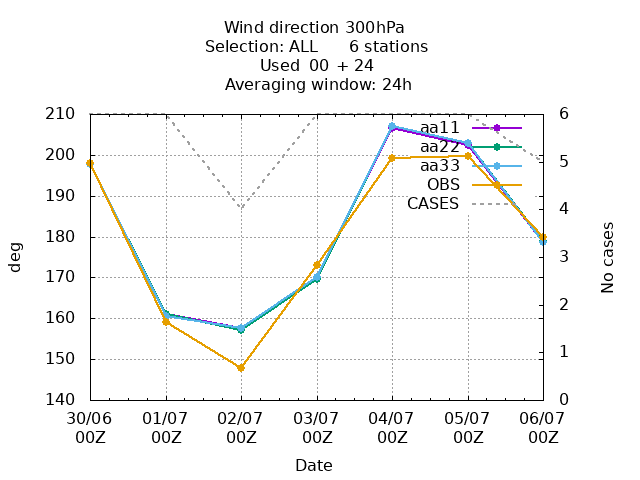 Wind direction 300hPa
Selection: ALL 6 stations
Used 00 + 24
Averaging window: 24h
210
200
190
180
170
160
150
140
6
5
4
3
2
1
0
deg
No cases
aa11
aa22
aa33
OBS
CASES
30/06 01/07 02/07 03/07 04/07 05/07 06/07
00Z 00Z 00Z 00Z 00Z 00Z 00Z
Date